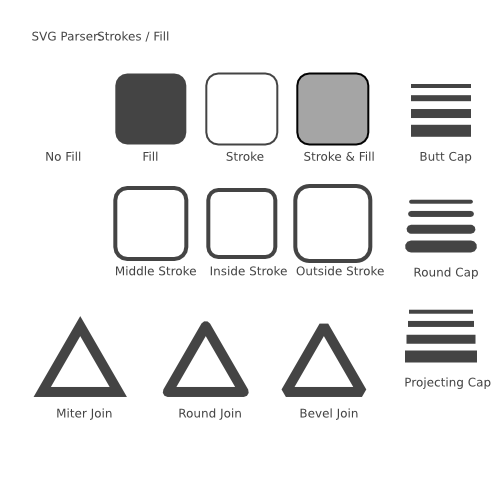 SVG ParserStrokes / Fill
No Fill
Fill
Stroke
Stroke & Fill
Butt Cap
Middle Stroke
Inside Stroke
Outside Stroke
Round Cap
Projecting Cap
Miter Join
Round Join
Bevel Join